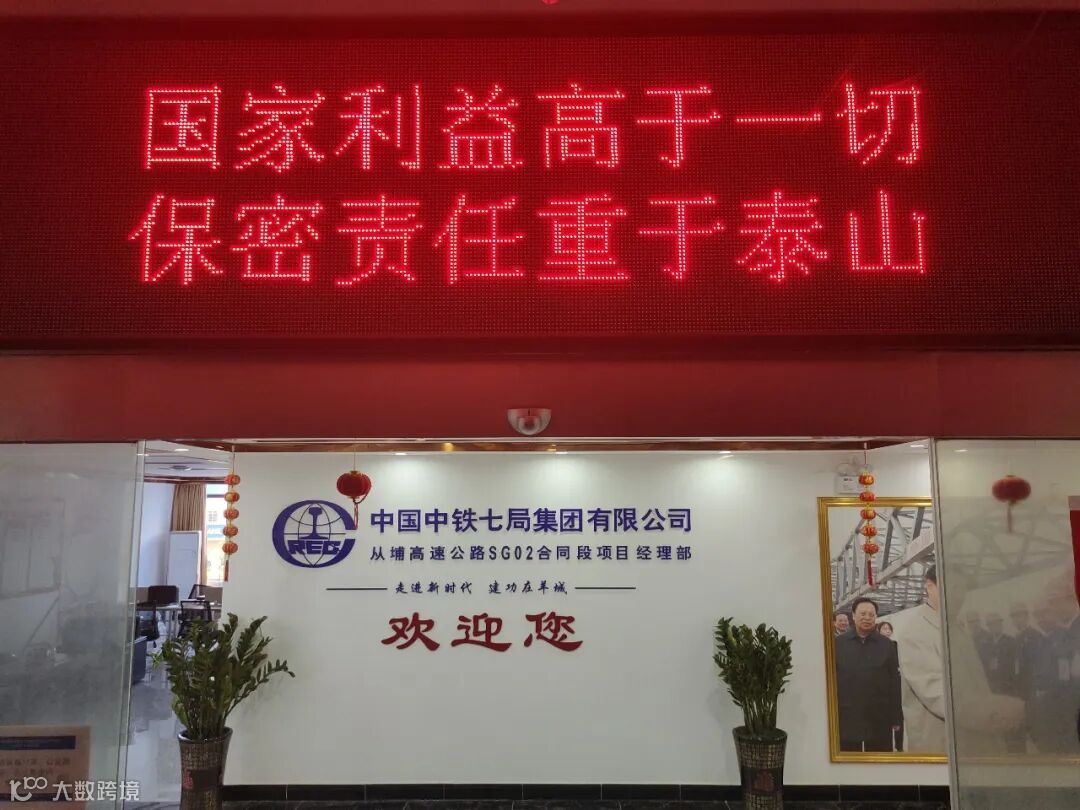 国家利益高于一切
保密责任重于泰山
CREC
中国中铁七局集团有限公司
从埔高速公路SG02合同段项目经理部
走进新时代 建功在羊城
欢迎您
大数跨境